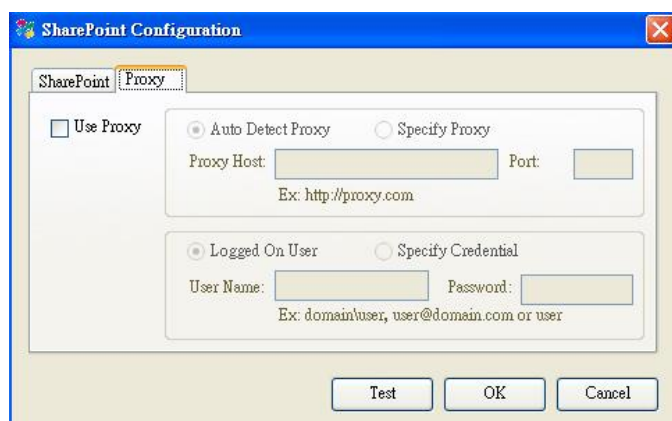 SharePoint Configuration
SharePoint Proxy
Use Proxy
Auto Detect Proxy Specify Proxy
Proxy Host: Port:
Ex: http://proxy.com
Logged On User Specify Credential
User Name: Password:
Ex: domain\user, user@domain.com or user
Test OK Cancel